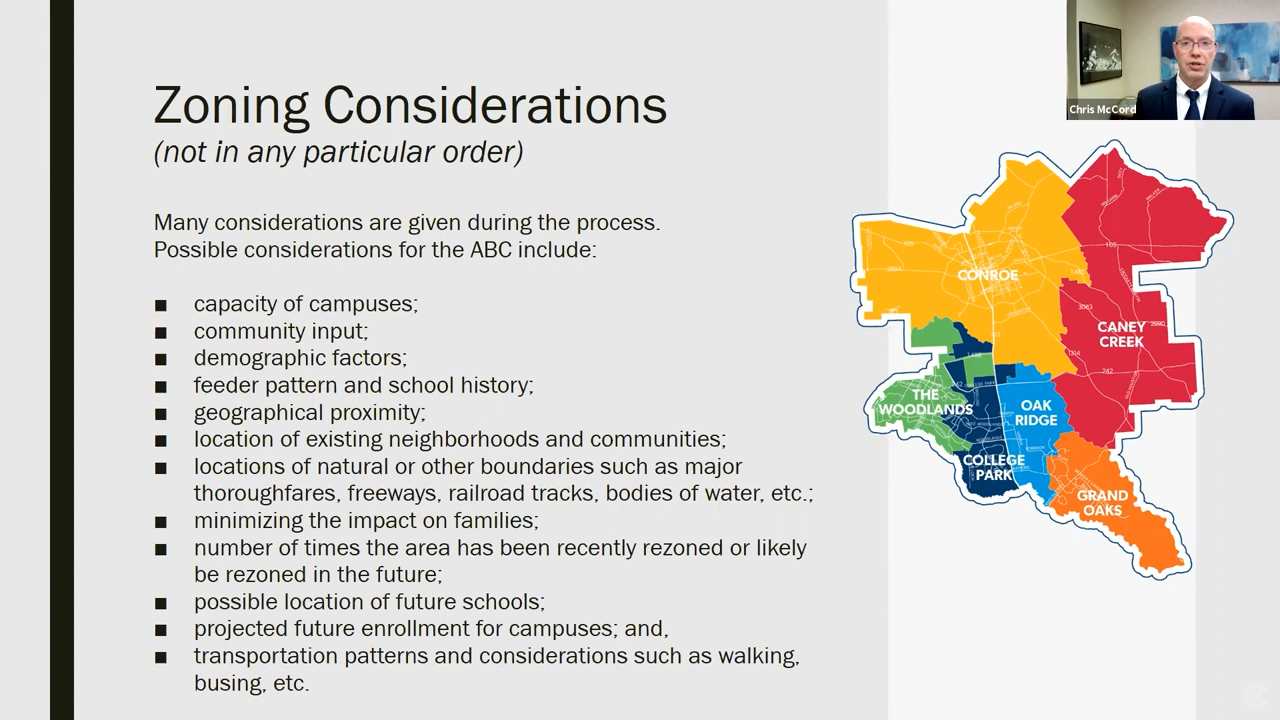 Zoning Considerations
(not in any particular order)
Many considerations are given during the process.
Possible considerations for the ABC include:
■ capacity of campuses;
■ community input;
■ demographic factors;
■ feeder pattern and school history;
■ geographical proximity;
■ location of existing neighborhoods and communities;
■ locations of natural or other boundaries such as major
thoroughfares, freeways, railroad tracks, bodies of water, etc.;
■ minimizing the impact on families;
■ number of times the area has been recently rezoned or likely
be rezoned in the future;
■ possible location of future schools;
■ projected future enrollment for campuses; and,
■ transportation patterns and considerations such as walking,
busing, etc.
Chris McCord
CONROE
105
CANEY
CREEK
1314
242
THE
WOODLANDS
OAK
RIDGE
COLLEGE
PARK
GRAND
OAKS